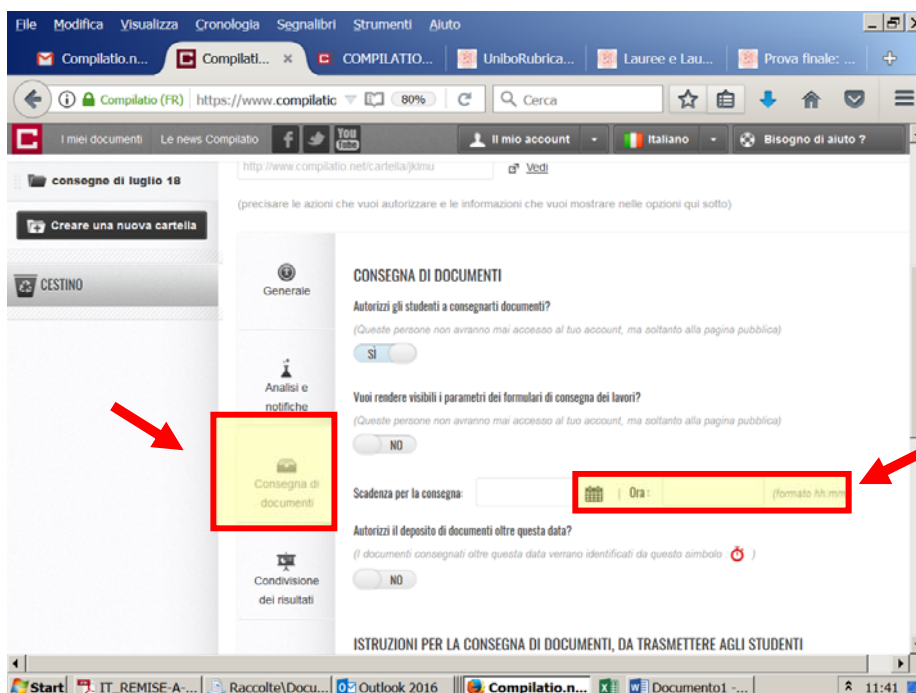 File Modifica Visualizza Cronologia Segnalibri Strumenti Aiuto
Compilatio.n... Compilati... × COMPILATIO... UniboRubrica... Lauree e Lau... Prova finale: ...
Compilatio (FR) https://www.compilatic 80% Cerca
I miei documenti Le news Compilatio You Tube Il mio account Italiano Bisogno di aiuto ?
consegne di luglio 18
Creare una nuova cartella
CESTINO
http://www.compilatio.net/cartella/jklmu Vedi
(precisare le azioni che vuoi autorizzare e le informazioni che vuoi mostrare nelle opzioni qui sotto)
Generale
Analisi e
notifiche
Consegna di
documenti
Condivisione
dei risultati
CONSEGNA DI DOCUMENTI
Autorizzi gli studenti a consegnarti documenti?
(Queste persone non avranno mai accesso al tuo account, ma soltanto alla pagina pubblica)
SÌ
Vuoi rendere visibili i parametri dei formulari di consegna dei lavori?
(Queste persone non avranno mai accesso al tuo account, ma soltanto alla pagina pubblica)
NO
Scadenza per la consegna: | Ora : (formato hh:mm
Autorizzi il deposito di documenti oltre questa data?
(I documenti consegnati oltre questa data verrano identificati da questo simbolo : )
NO
ISTRUZIONI PER LA CONSEGNA DI DOCUMENTI, DA TRASMETTERE AGLI STUDENTI
Start IT_REMISE-A-... Raccolte\Docu... Outlook 2016 Compilatio.n... Documento1 -... 11:41